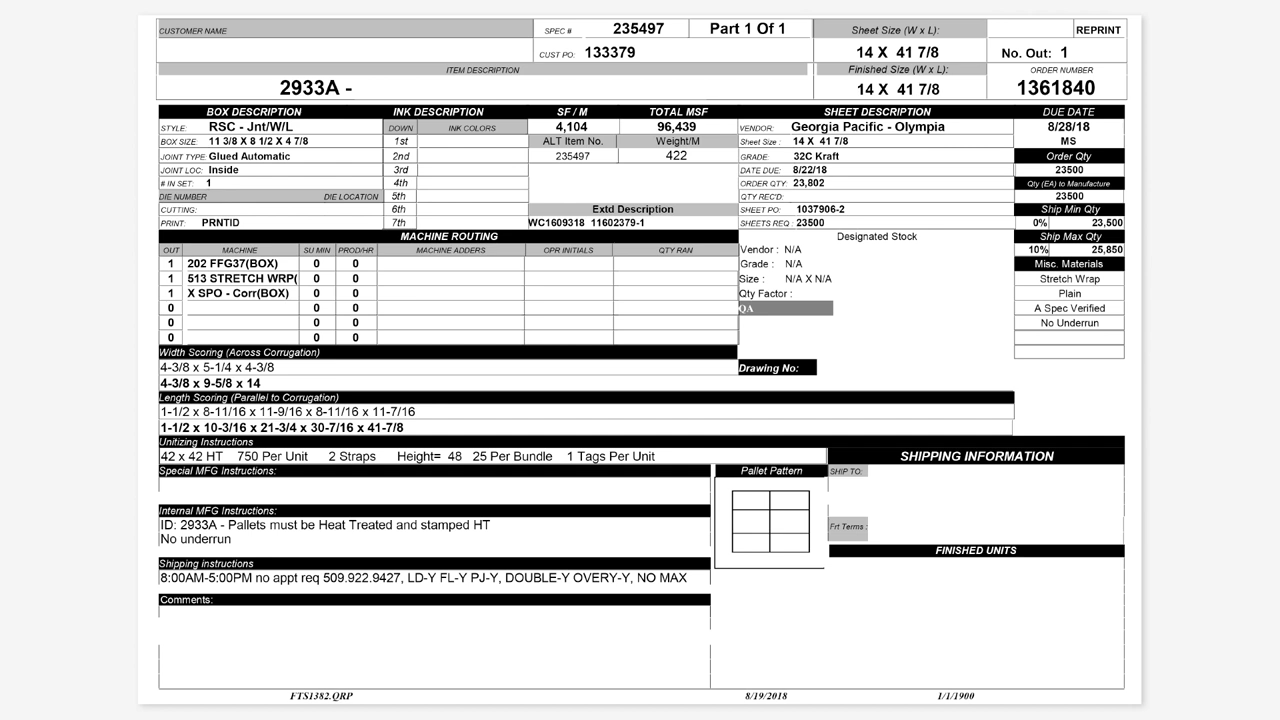 CUSTOMER NAME
SPEC # 235497 Part 1 Of 1 Sheet Size (W x L): REPRINT
CUST PO: 133379 14 X 41 7/8 No. Out: 1
ITEM DESCRIPTION Finished Size (W x L): ORDER NUMBER
2933A - 14 X 41 7/8 1361840
BOX DESCRIPTION INK DESCRIPTION SF / M TOTAL MSF SHEET DESCRIPTION DUE DATE
STYLE: RSC - Jnt/W/L DOWN INK COLORS 4,104 96,439 VENDOR: Georgia Pacific - Olympia 8/28/18
BOX SIZE: 11 3/8 X 8 1/2 X 4 7/8 1st ALT Item No. Weight/M Sheet Size : 14 X 41 7/8 MS
JOINT TYPE: Glued Automatic 2nd 235497 422 GRADE: 32C Kraft Order Qty
JOINT LOC: Inside 3rd DATE DUE: 8/22/18 23500
# IN SET: 1 4th ORDER QTY: 23,802 Qty (EA) to Manufacture
DIE NUMBER DIE LOCATION 5th QTY REC'D: 23500
CUTTING: 6th Extd Description SHEET PO: 1037906-2 Ship Min Qty
PRINT: PRNTID 7th WC1609318 11602379-1 SHEETS REQ : 23500 0% 23,500
MACHINE ROUTING Designated Stock Ship Max Qty
OUT MACHINE SU MIN PROD/HR MACHINE ADDERS OPR INITIALS QTY RAN Vendor : N/A 10% 25,850
1 202 FFG37(BOX) 0 0 Grade : N/A Misc. Materials
1 513 STRETCH WRP( 0 0 Size : N/A X N/A Stretch Wrap
1 X SPO - Corr(BOX) 0 0 Qty Factor : Plain
0 0 0 QA A Spec Verified
0 0 0 No Underrun
0 0 0
Width Scoring (Across Corrugation)
4-3/8 x 5-1/4 x 4-3/8 Drawing No:
4-3/8 x 9-5/8 x 14
Length Scoring (Parallel to Corrugation)
1-1/2 x 8-11/16 x 11-9/16 x 8-11/16 x 11-7/16
1-1/2 x 10-3/16 x 21-3/4 x 30-7/16 x 41-7/8
Unitizing Instructions
42 x 42 HT 750 Per Unit 2 Straps Height= 48 25 Per Bundle 1 Tags Per Unit SHIPPING INFORMATION
Special MFG Instructions: Pallet Pattern SHIP TO:
Internal MFG Instructions:
ID: 2933A - Pallets must be Heat Treated and stamped HT Frt Terms :
No underrun
FINISHED UNITS
Shipping instructions
8:00AM-5:00PM no appt req 509.922.9427, LD-Y FL-Y PJ-Y, DOUBLE-Y OVERY-Y, NO MAX
Comments:
FTS1382.QRP 8/19/2018 1/1/1900